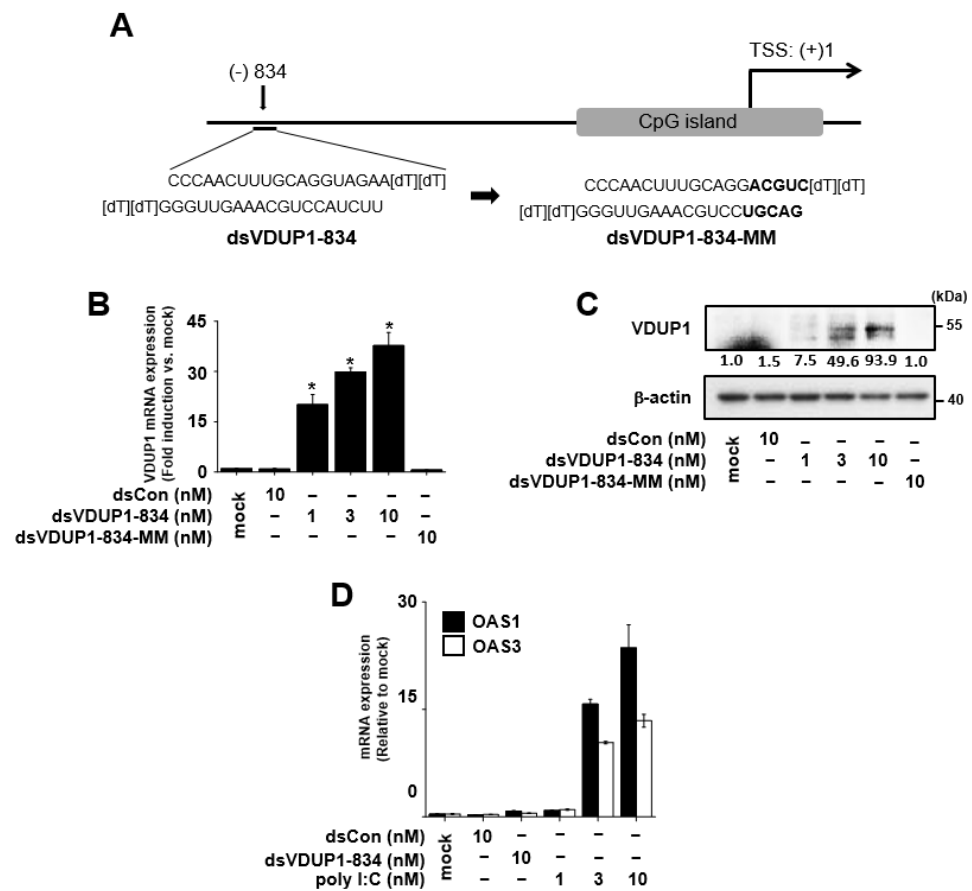 A
TSS: (+)1
(-) 834
CpG island
CCCAACUUUGCAGGUAGAA[dT][dT]
[dT][dT]GGGUUGAAACGUCCAUCUU
dsVDUP1-834
CCCAACUUUGCAGGACGUC[dT][dT]
[dT][dT]GGGUUGAAACGUCCUGCAG
dsVDUP1-834-MM
B
VDUP1 mRNA expression
(Fold induction vs. mock)
45
30
15
0
* * *
dsCon (nM) mock 10 – – – –
dsVDUP1-834 (nM) – 1 3 10 –
dsVDUP1-834-MM (nM) – – – – 10
C
(kDa)
VDUP1
55
1.0 1.5 7.5 49.6 93.9 1.0
β-actin
40
dsCon (nM) mock 10 – – – –
dsVDUP1-834 (nM) – 1 3 10 –
dsVDUP1-834-MM (nM) – – – – 10
D
mRNA expression
(Relative to mock)
30
15
0
OAS1
OAS3
dsCon (nM) mock 10 – – – –
dsVDUP1-834 (nM) – 10 – – –
poly I:C (nM) – – 1 3 10